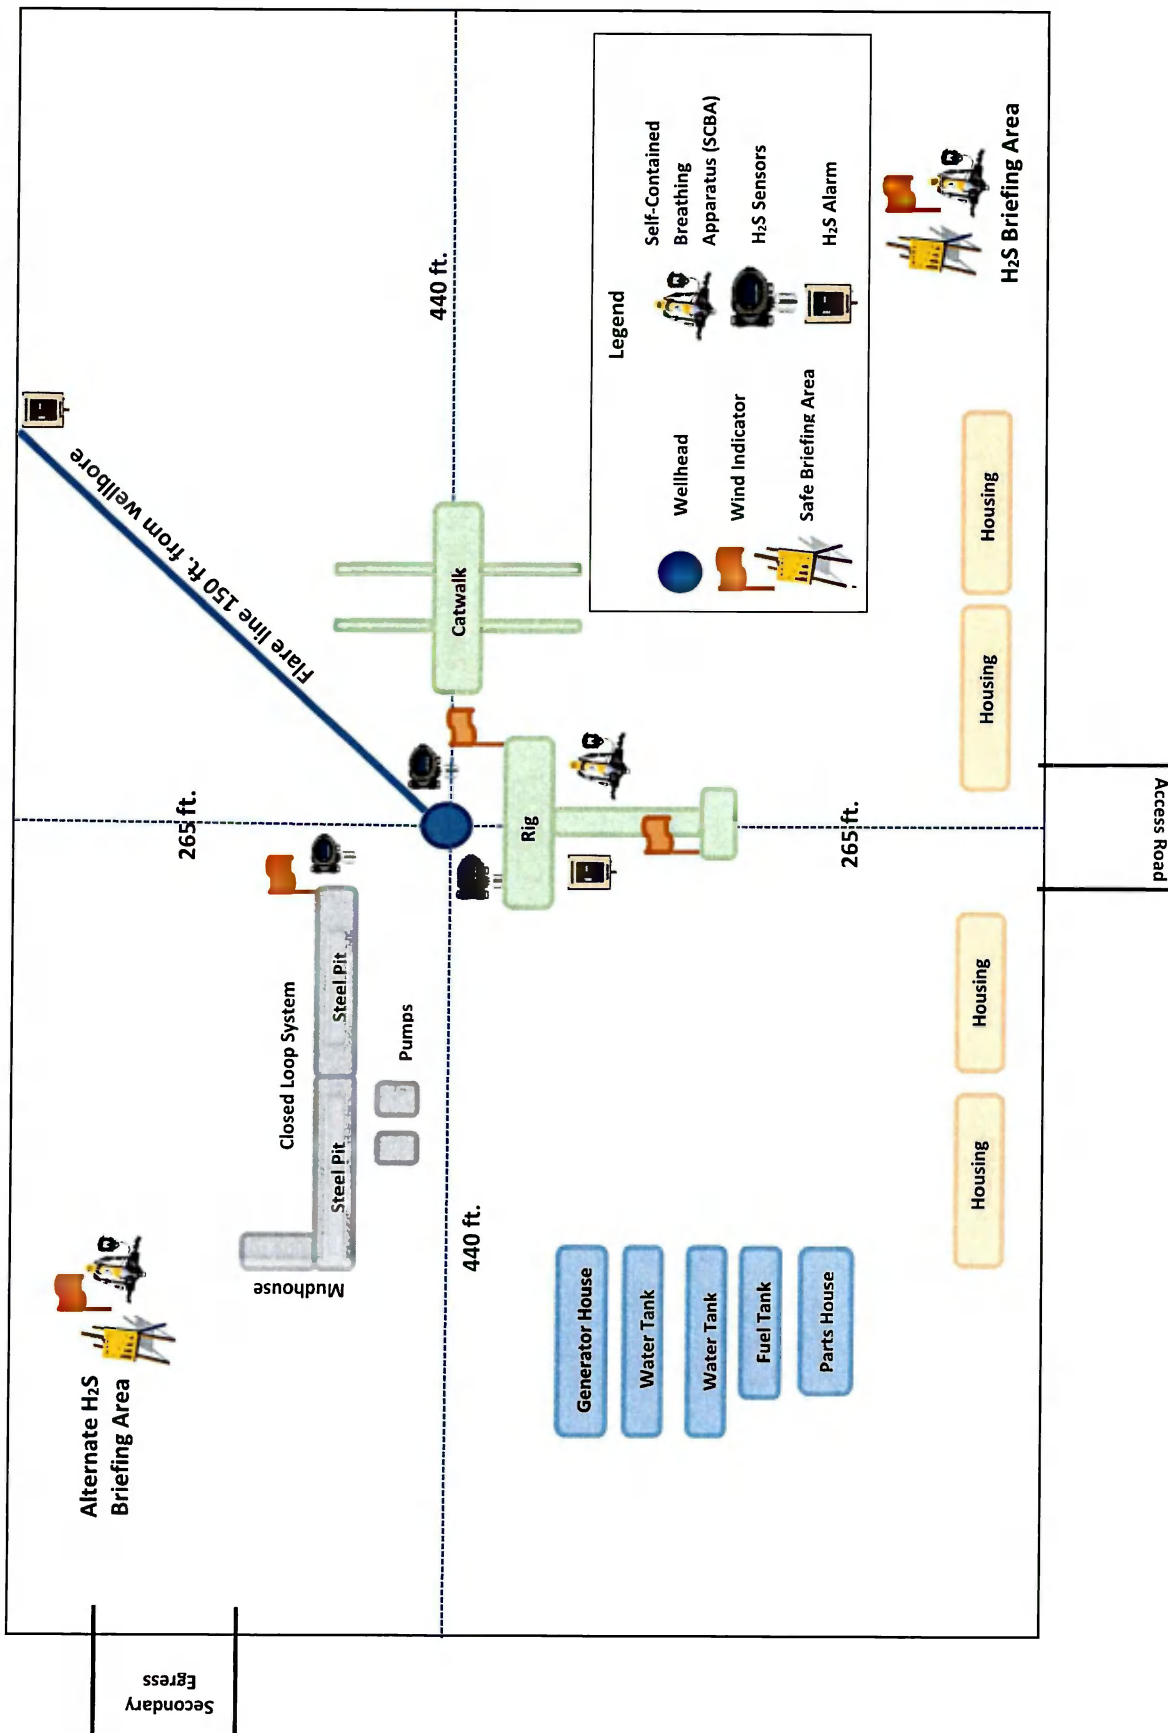 Alternate H₂S
Briefing Area
Secondary
Egress
265 ft.
Flare line 150 ft. from wellbore
Mudhouse
Closed Loop System
Steel Pit
Steel Pit
Pumps
440 ft.
440 ft.
Catwalk
Rig
Generator House
Water Tank
Water Tank
Fuel Tank
Parts House
265 ft.
Legend
Wellhead
Wind Indicator
Safe Briefing Area
Self-Contained
Breathing
Apparatus (SCBA)
H₂S Sensors
H₂S Alarm
Housing
Housing
Housing
Housing
H₂S Briefing Area
Access Road